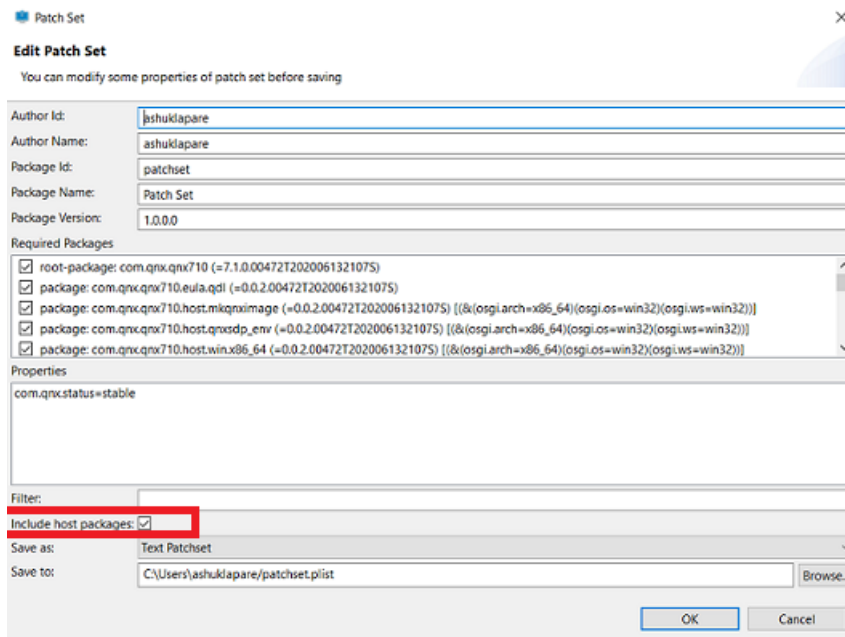 Patch Set
Edit Patch Set
You can modify some properties of patch set before saving
Author Id: ashuklapare
Author Name: ashuklapare
Package Id: patchset
Package Name: Patch Set
Package Version: 1.0.0.0
Required Packages
root-package: com.qnx.qnx710 (=7.1.0.00472T202006132107S)
package: com.qnx.qnx710.eula.qdl (=0.0.2.00472T202006132107S)
package: com.qnx.qnx710.host.mkqnximage (=0.0.2.00472T202006132107S) [(&(osgi.arch=x86_64)(osgi.os=win32)(osgi.ws=win32))]
package: com.qnx.qnx710.host.qnxsdp_env (=0.0.2.00472T202006132107S) [(&(osgi.arch=x86_64)(osgi.os=win32)(osgi.ws=win32))]
package: com.qnx.qnx710.host.win.x86_64 (=0.0.2.00472T202006132107S) [(&(osgi.arch=x86_64)(osgi.os=win32)(osgi.ws=win32))]
Properties
com.qnx.status=stable
Filter:
Include host packages:
Save as: Text Patchset
Save to: C:\Users\ashuklapare/patchset.plist Browse.
OK Cancel